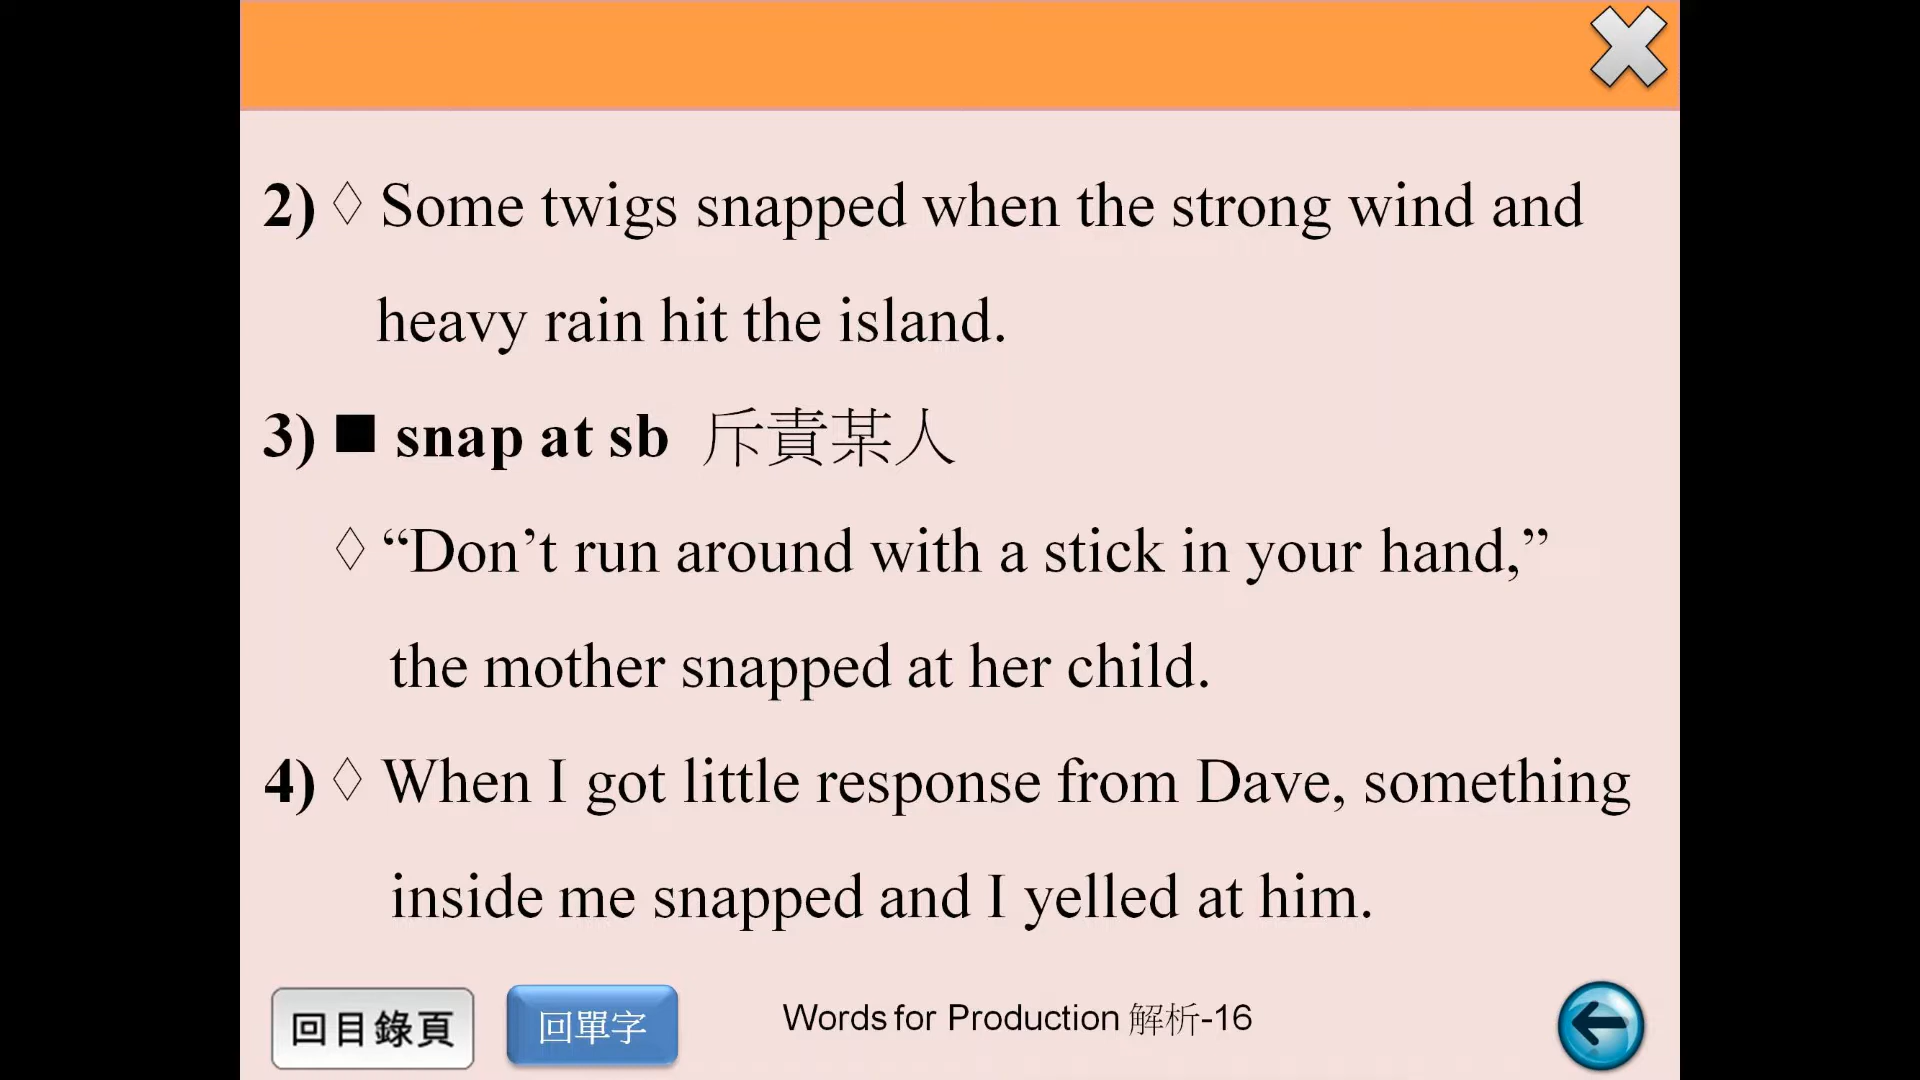 2) ◇ Some twigs snapped when the strong wind and
heavy rain hit the island.
3) ■ snap at sb 斥責某人
◇ “Don’t run around with a stick in your hand,”
the mother snapped at her child.
4) ◇ When I got little response from Dave, something
inside me snapped and I yelled at him.
回目錄頁 回單字 Words for Production 解析-16